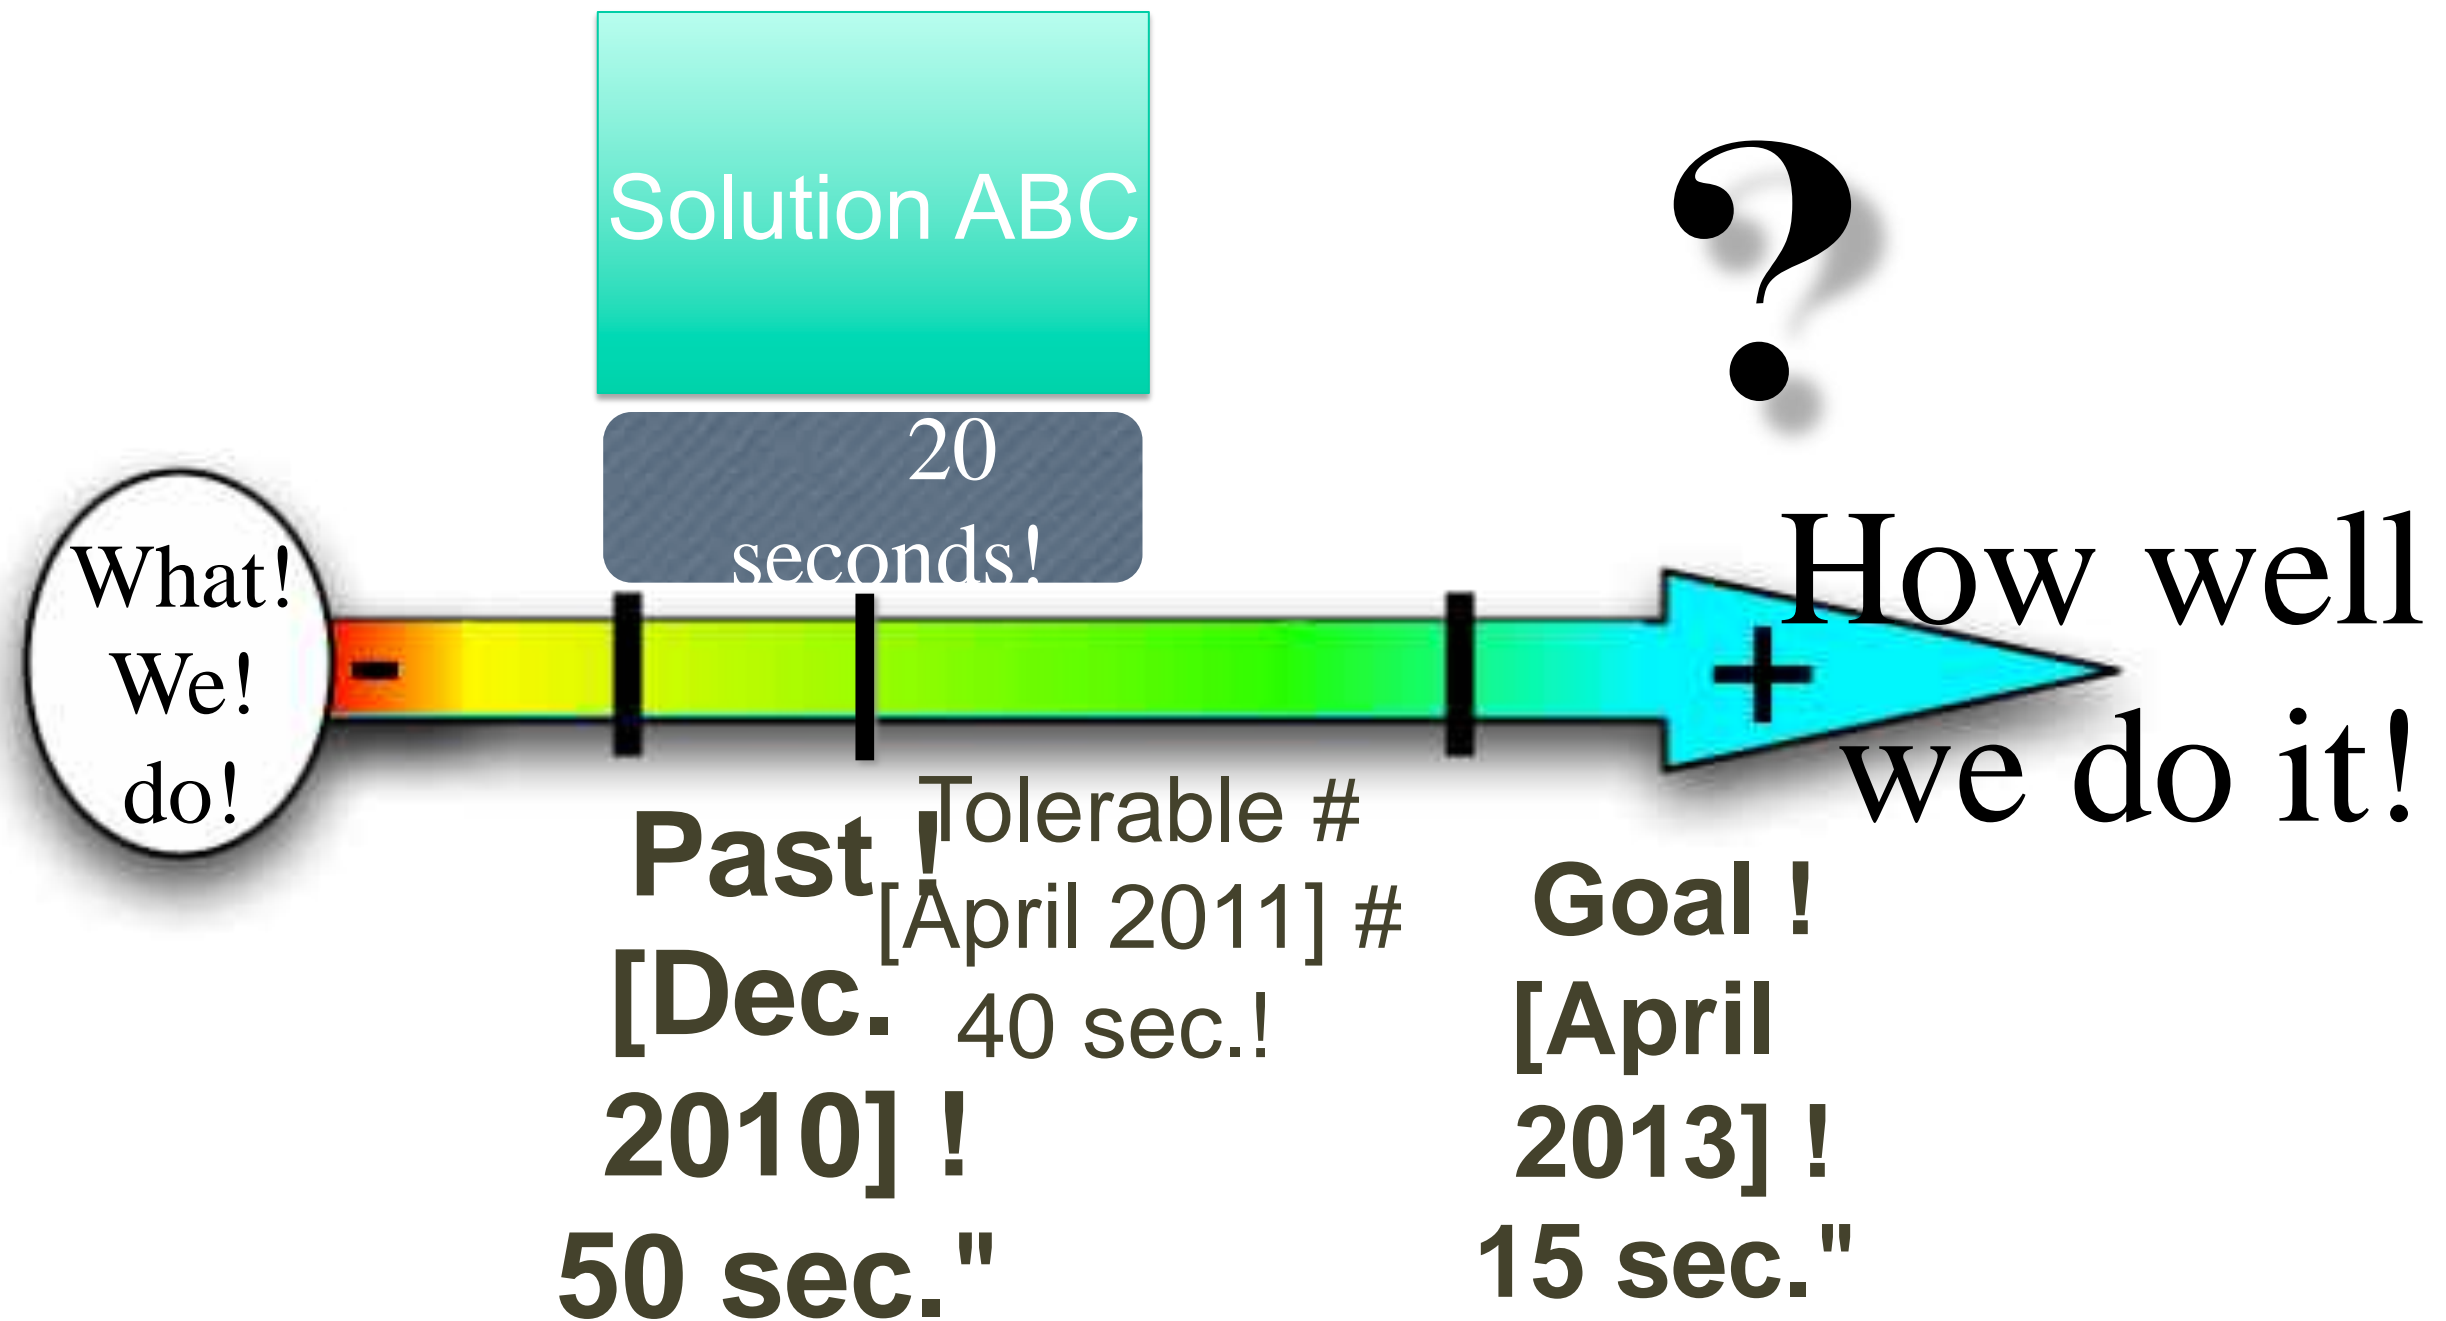 Solution ABC
?
20
seconds!
What!
We!
do!
-
+
How well
we do it!
Past !
[Dec.
2010] !
50 sec."
Tolerable #
[April 2011] #
40 sec.!
Goal !
[April
2013] !
15 sec."